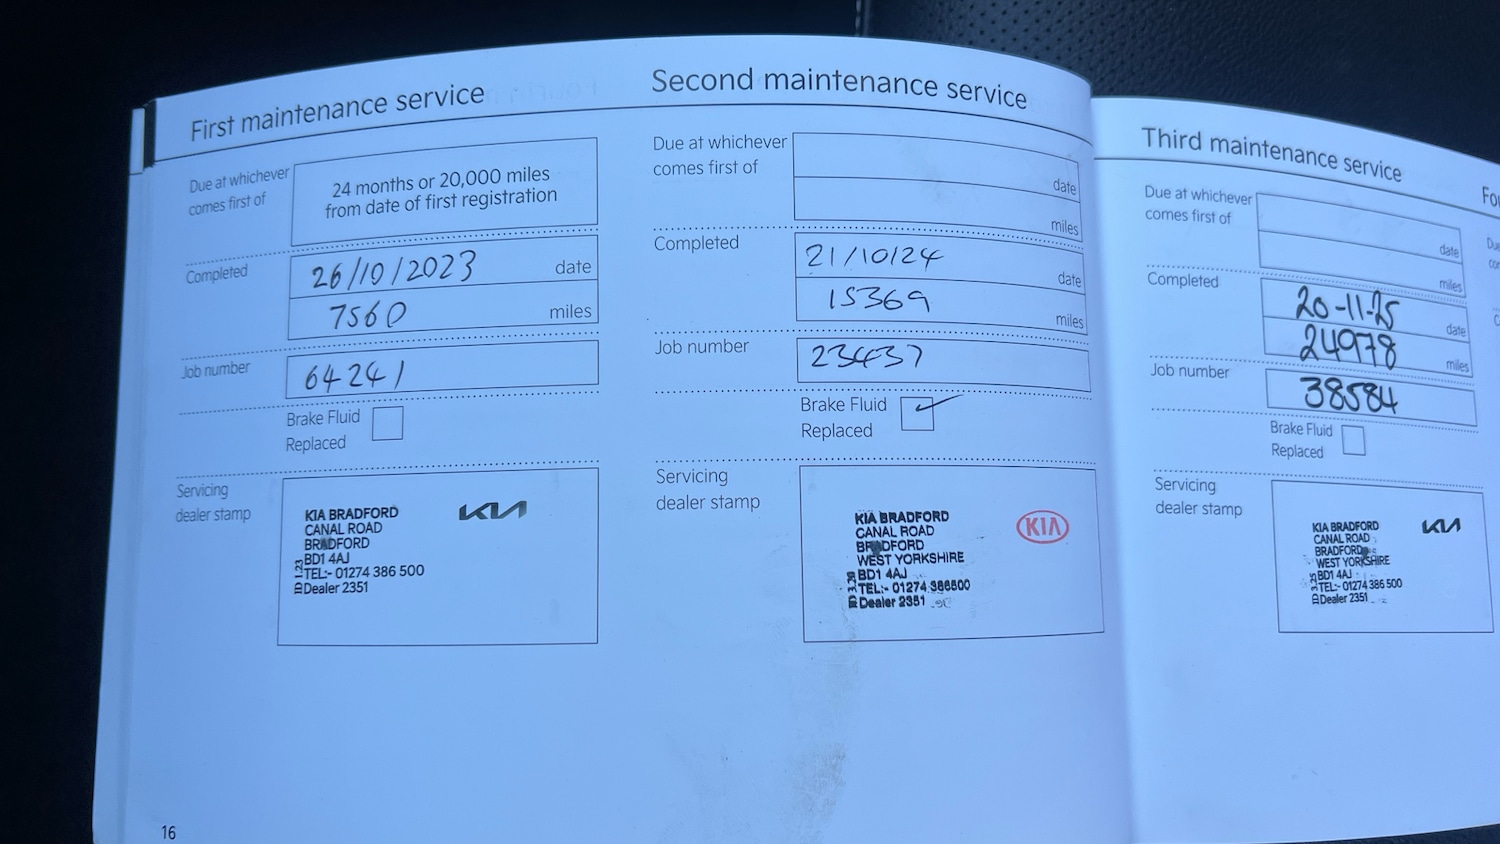 First maintenance service
Due at whichever
comes first of
24 months or 20,000 miles
from date of first registration
Completed
26/10/2023 date
7560 miles
Job number
64241
Brake Fluid
Replaced
Servicing
dealer stamp
KIA BRADFORD
CANAL ROAD
BRADFORD
BD1 4AJ
TEL:- 01274 386 500
Dealer 2351
KIA
16
Second maintenance service
Due at whichever
comes first of
date
miles
Completed
21/10/24 date
15369 miles
Job number
23437
Brake Fluid
Replaced
Servicing
dealer stamp
KIA BRADFORD
CANAL ROAD
BRADFORD
WEST YORKSHIRE
BD1 4AJ
TEL:- 01274 386500
Dealer 2351
KIA
Third maintenance service
Due at whichever
comes first of
date
miles
Completed
20-11-25 date
24978 miles
Job number
38584
Brake Fluid
Replaced
Servicing
dealer stamp
KIA BRADFORD
CANAL ROAD
BRADFORD
WEST YORKSHIRE
BD1 4AJ
TEL:- 01274 386 500
Dealer 2351
KIA